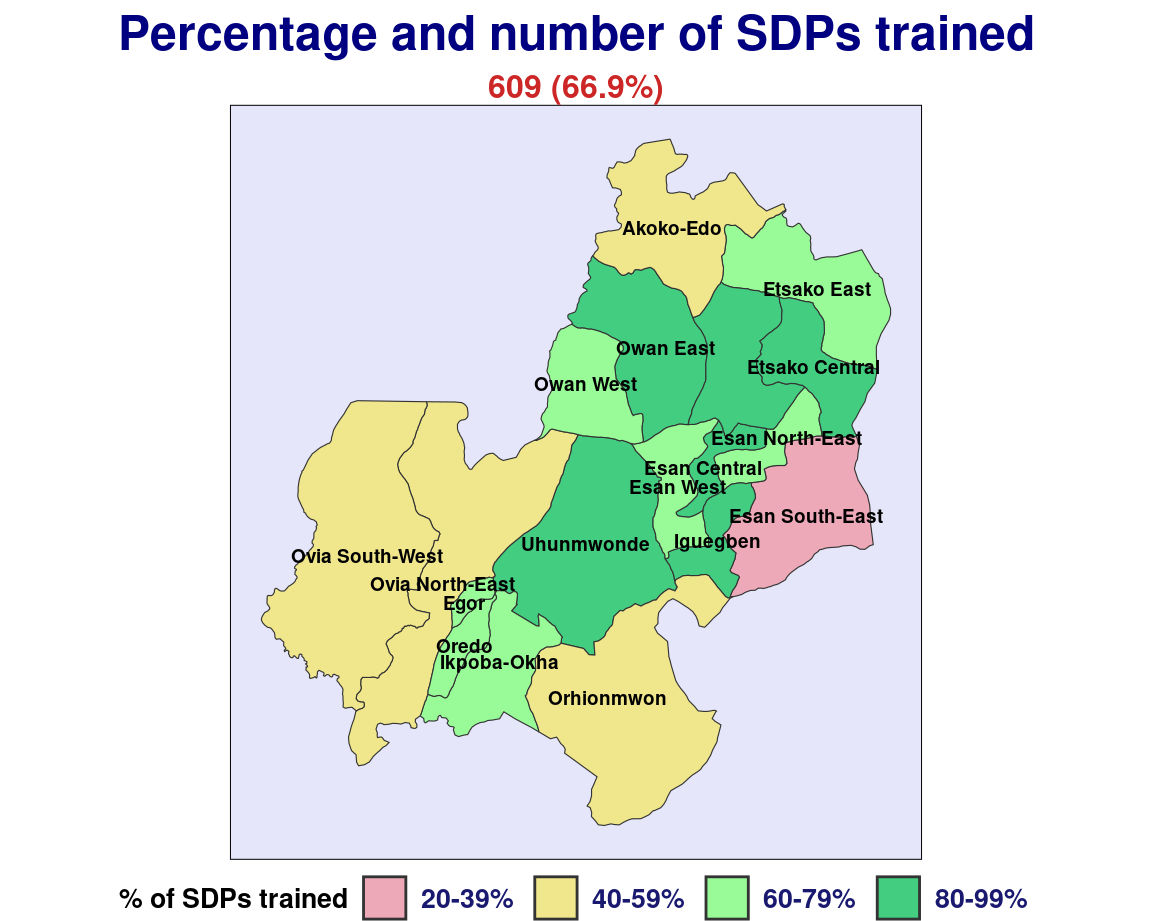 Percentage and number of SDPs trained
609 (66.9%)
Akoko-Edo
Etsako East
Owan East
Etsako Central
Owan West
Esan North-East
Esan Central
Esan West
Esan South-East
Iguegben
Uhunmwonde
Ovia South-West
Ovia North-East
Egor
Oredo
Ikpoba-Okha
Orhionmwon
% of SDPs trained 20-39% 40-59% 60-79% 80-99%